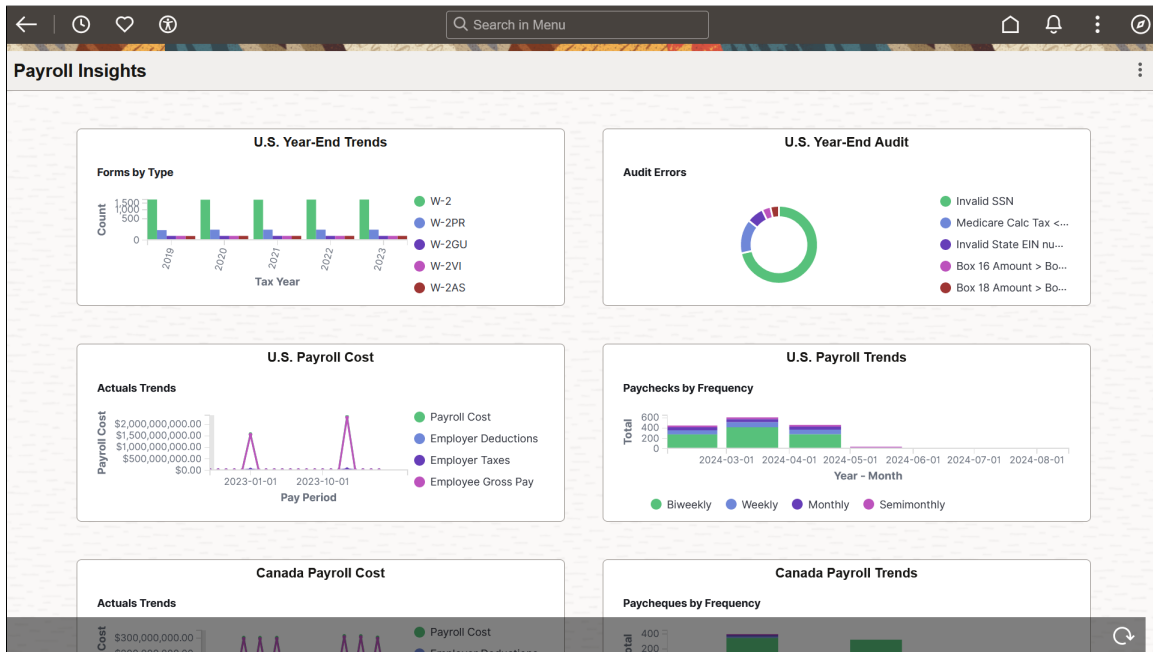 Search in Menu
Payroll Insights
U.S. Year-End Trends
Forms by Type
Count
1,500
1,000
500
0
2019
2020
2021
2022
2023
Tax Year
W-2
W-2PR
W-2GU
W-2VI
W-2AS
U.S. Year-End Audit
Audit Errors
Invalid SSN
Medicare Calc Tax <...
Invalid State EIN nu...
Box 16 Amount > Bo...
Box 18 Amount > Bo...
U.S. Payroll Cost
Actuals Trends
Payroll Cost
$2,000,000,000.00
$1,500,000,000.00
$1,000,000,000.00
$500,000,000.00
$0.00
2023-01-01
2023-10-01
Pay Period
Payroll Cost
Employer Deductions
Employer Taxes
Employee Gross Pay
U.S. Payroll Trends
Paychecks by Frequency
Total
600
400
200
0
2024-03-01 2024-04-01 2024-05-01 2024-06-01 2024-07-01 2024-08-01
Year - Month
Biweekly Weekly Monthly Semimonthly
Canada Payroll Cost
Actuals Trends
Cost
$300,000,000.00
Payroll Cost
Canada Payroll Trends
Paycheques by Frequency
400
200